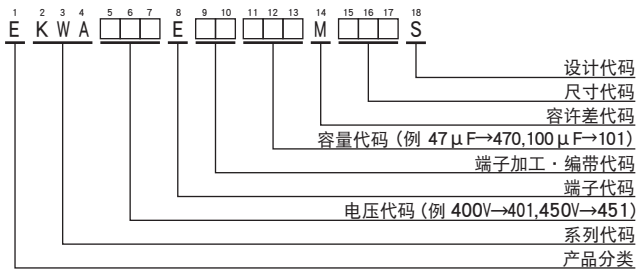 1 2 3 4 5 6 7 8 9 10 11 12 13 14 15 16 17 18
E K W A □□□ E □□ □□□ M □□□ S
设计代码
尺寸代码
容许差代码
容量代码 (例 47μF→470,100μF→101)
端子加工・编带代码
端子代码
电压代码 (例 400V→401,450V→451)
系列代码
产品分类